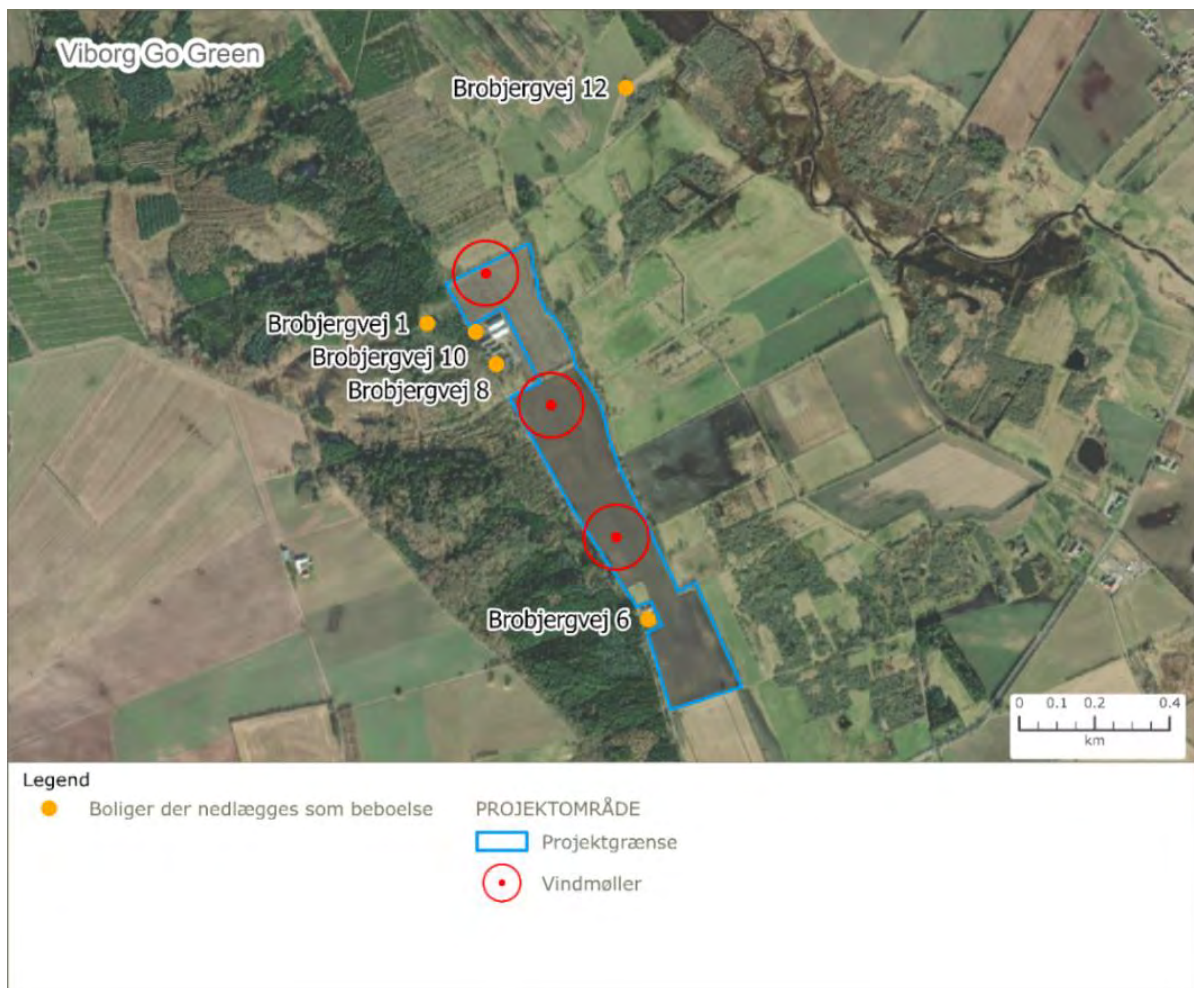 Viborg Go Green
Brobjergvej 12
Brobjergvej 1
Brobjergvej 10
Brobjergvej 8
Brobjergvej 6
0 0.1 0.2 0.4
km
Legend
Boliger der nedlægges som beboelse
PROJEKTOMRÅDE
Projektgrænse
Vindmøller